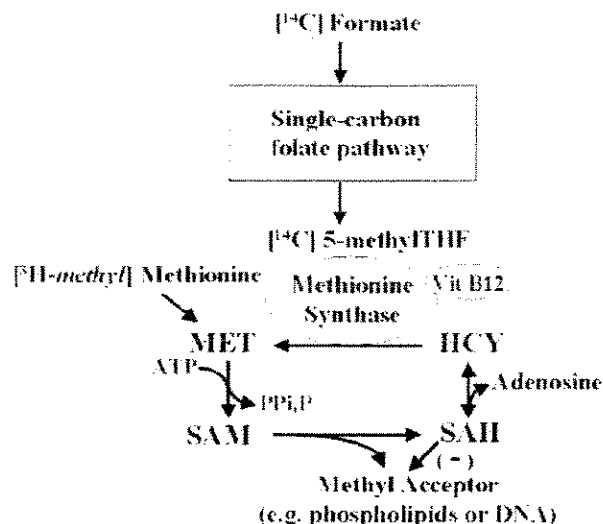 [¹⁴C] Formate
Single-carbon
folate pathway
[¹⁴C] 5-methylTHF
[³H-methyl] Methionine
Methionine
Synthase
Vit B12
MET
HCY
ATP
Adenosine
PPi,P
SAM
SAH
(-)
Methyl Acceptor
(e.g. phospholipids or DNA)